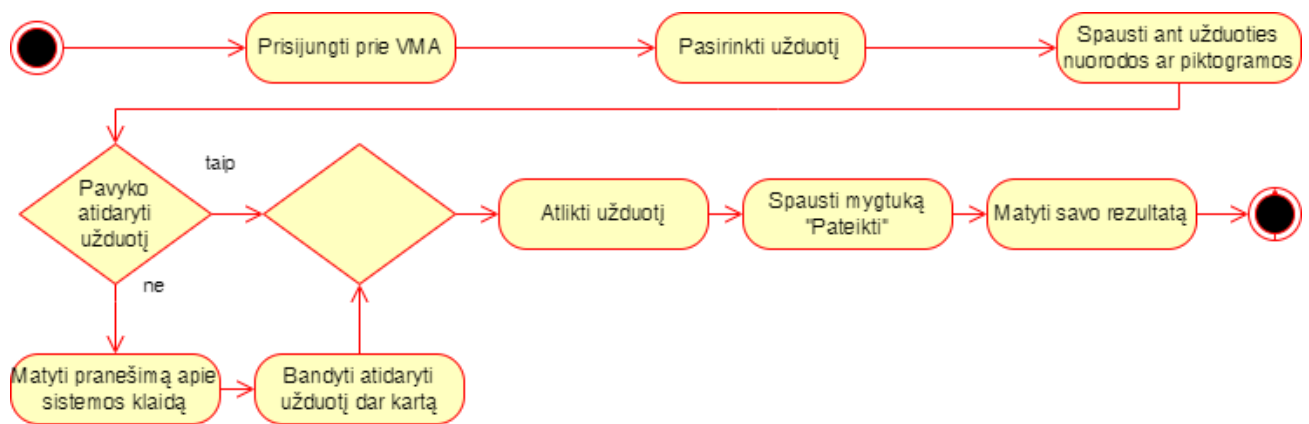 Prisijungti prie VMA
Pasirinkti užduotį
Spausti ant užduoties
nuorodos ar piktogramos
Pavyko
atidaryti
užduotį
taip
ne
Atlikti užduotį
Spausti mygtuką
"Pateikti"
Matyti savo rezultatą
Matyti pranešimą apie
sistemos klaidą
Bandyti atidaryti
užduotį dar kartą